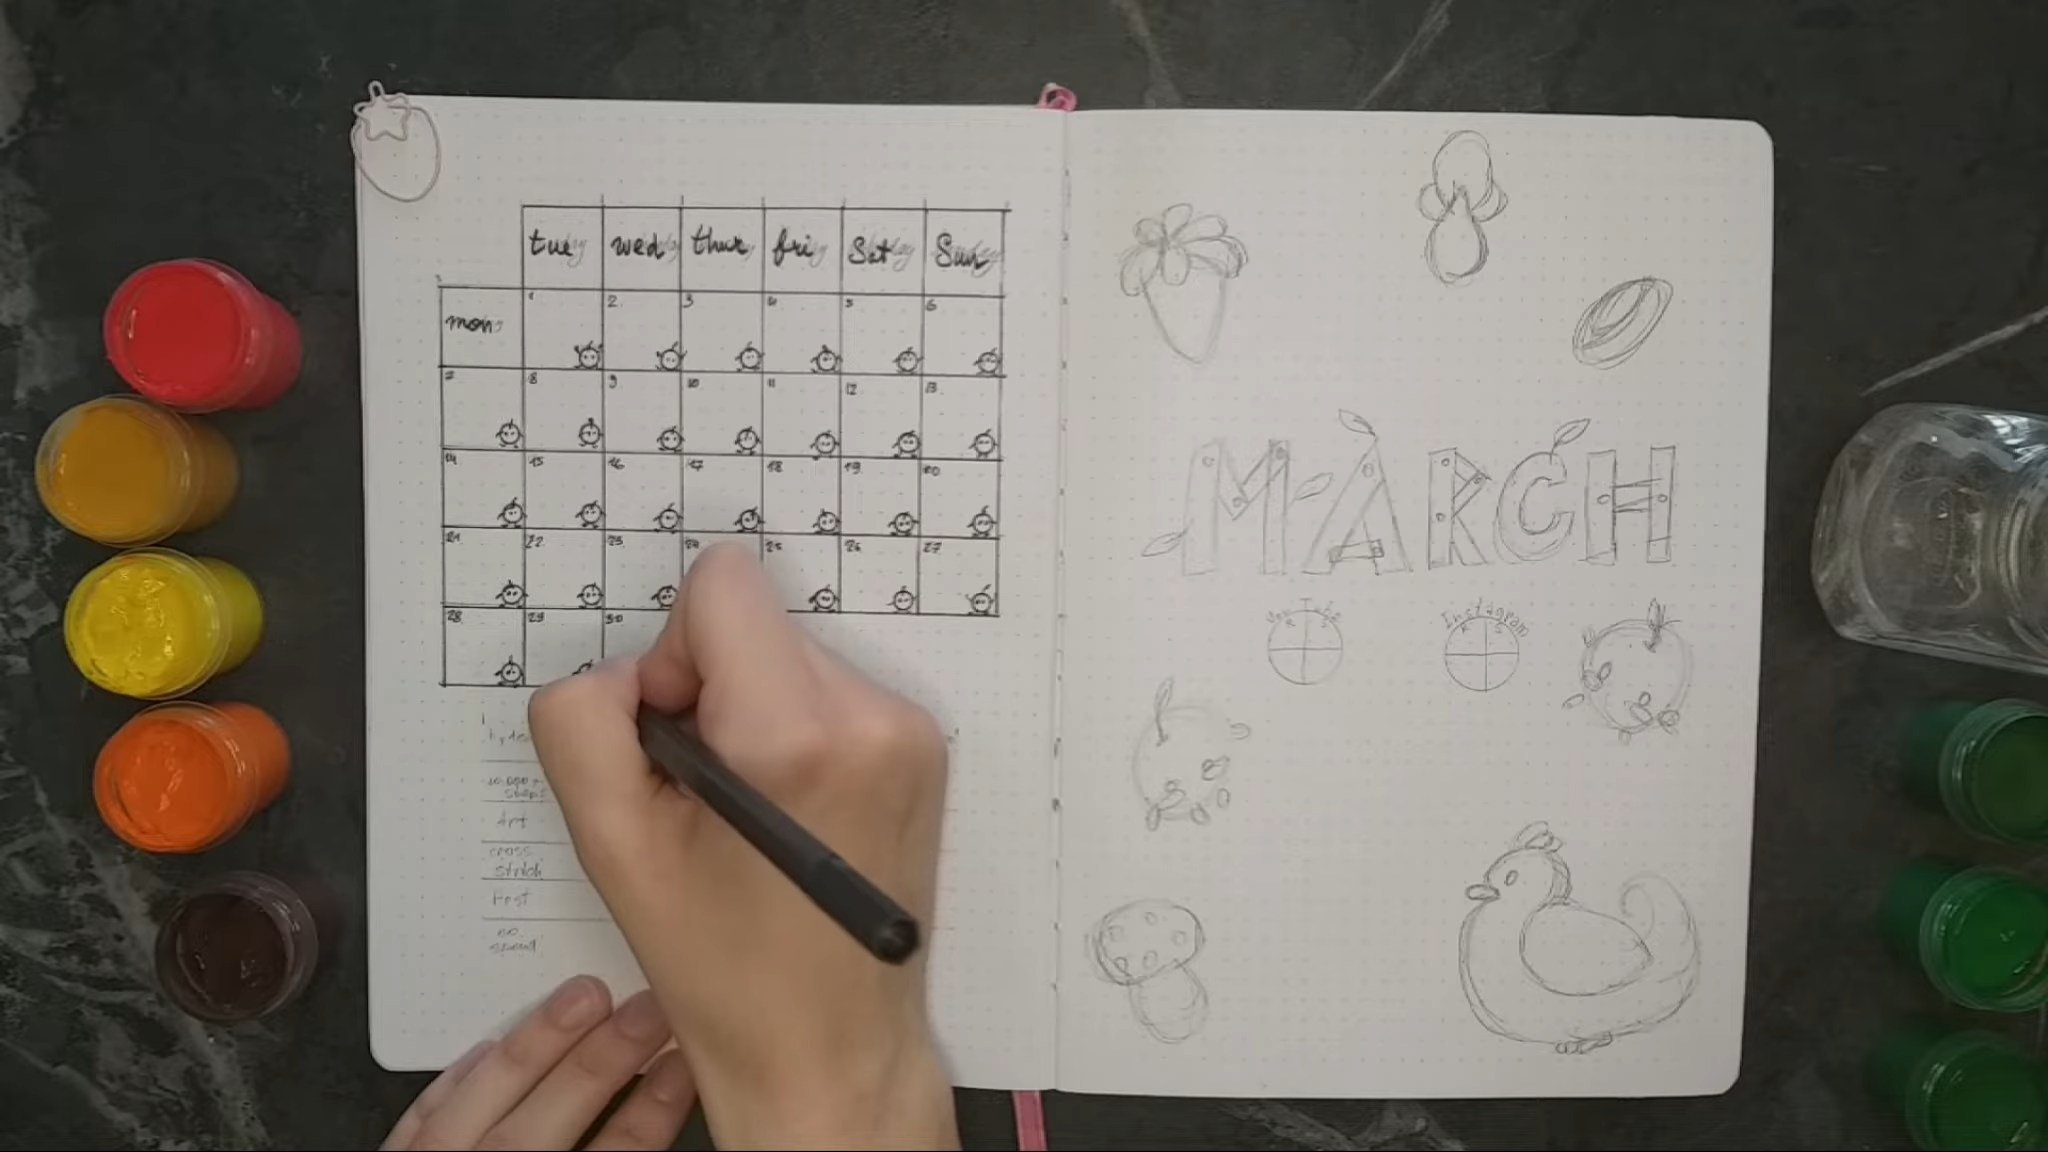 tue wed thur fri Sat Sun
mon 1 2 3 4 5 6
7 8 9 10 11 12 13
14 15 16 17 18 19 20
21 22 23 24 25 26 27
28 29 30
10.000+
steps
Art
cross
stitch
Post
no
spend
MARCH
YouTube
R S
Instagram
R S